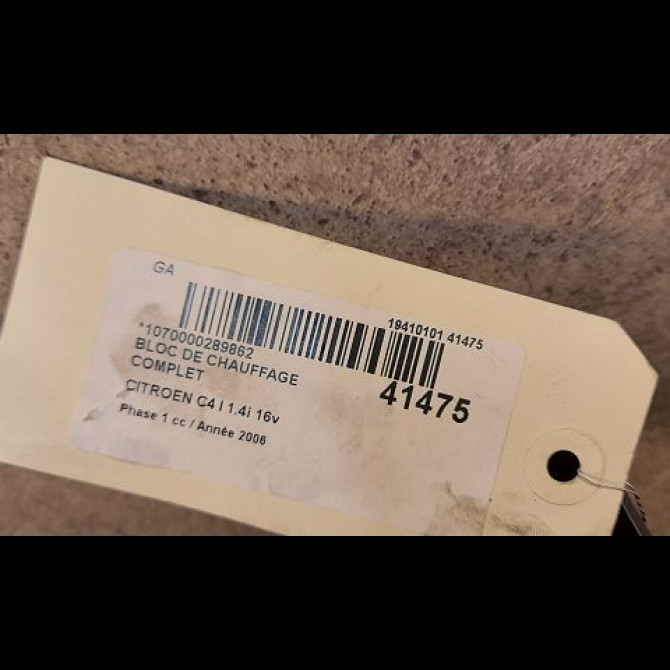 GA
19410101 41475
*1070000289862
BLOC DE CHAUFFAGE
COMPLET
41475
CITROEN C4 I 1.4i 16v
Phase 1 cc / Année 2006